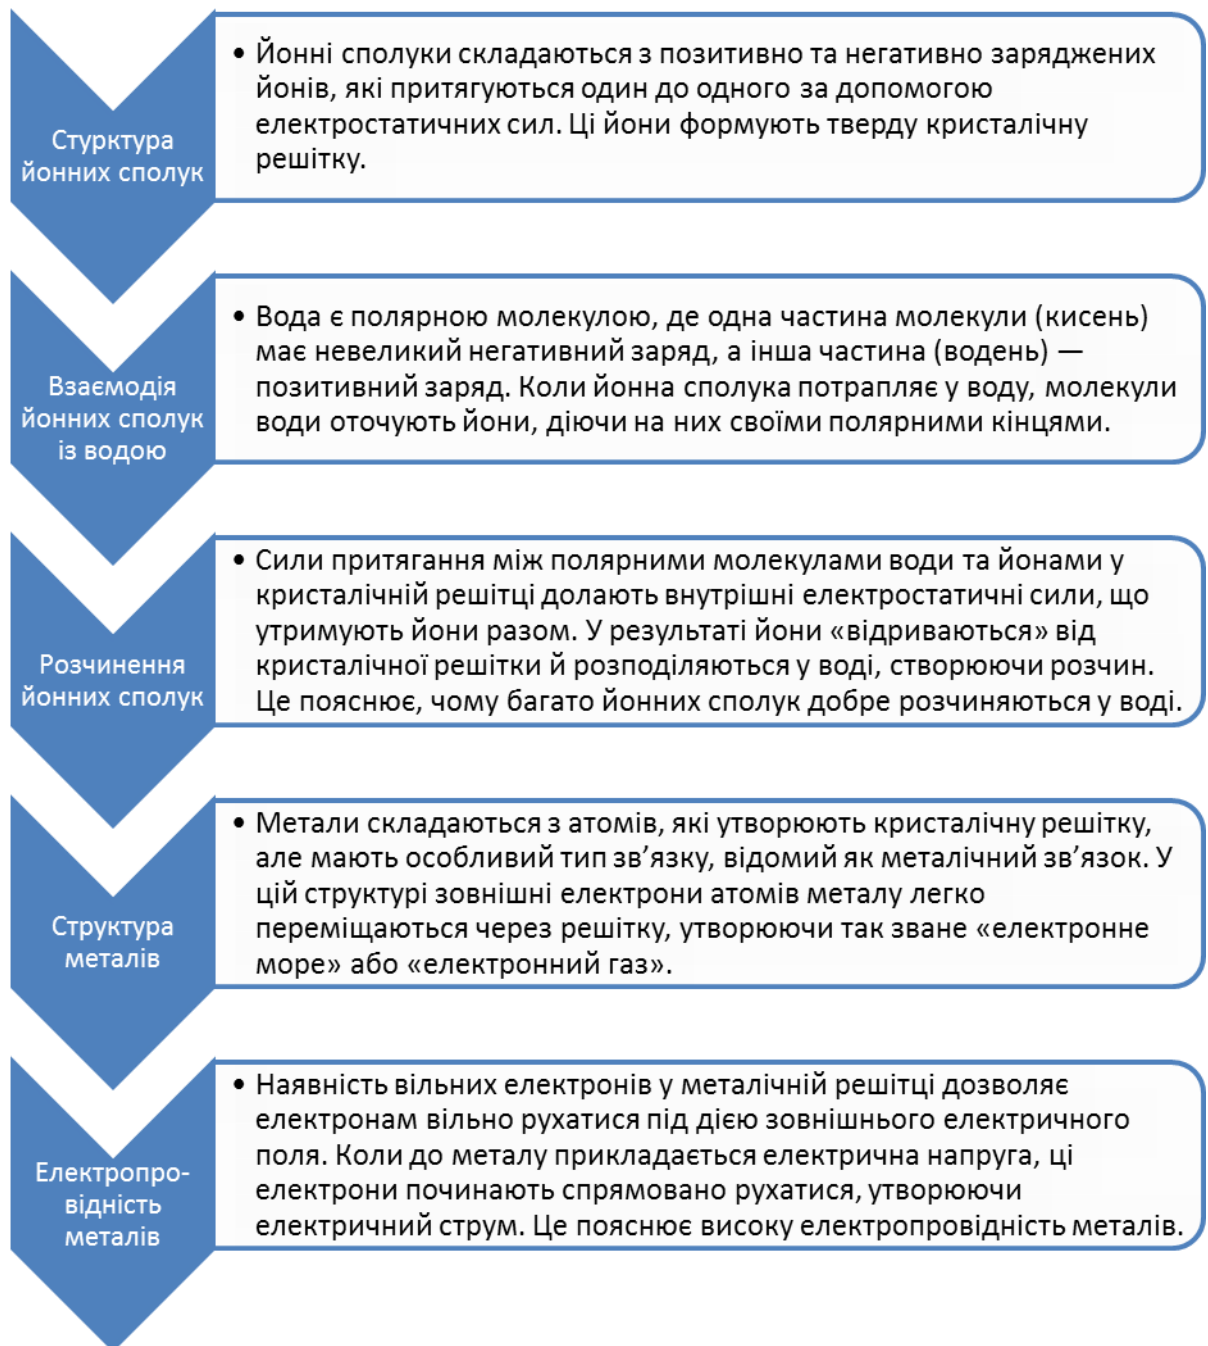 Стурктура
йонних сполук
• Йонні сполуки складаються з позитивно та негативно заряджених
йонів, які притягуються один до одного за допомогою
електростатичних сил. Ці йони формують тверду кристалічну
решітку.
Взаємодія
йонних сполук
із водою
• Вода є полярною молекулою, де одна частина молекули (кисень)
має невеликий негативний заряд, а інша частина (водень) —
позитивний заряд. Коли йонна сполука потрапляє у воду, молекули
води оточують йони, діючи на них своїми полярними кінцями.
Розчинення
йонних сполук
• Сили притягання між полярними молекулами води та йонами у
кристалічній решітці долають внутрішні електростатичні сили, що
утримують йони разом. У результаті йони «відриваються» від
кристалічної решітки й розподіляються у воді, створюючи розчин.
Це пояснює, чому багато йонних сполук добре розчиняються у воді.
Структура
металів
• Метали складаються з атомів, які утворюють кристалічну решітку,
але мають особливий тип зв’язку, відомий як металічний зв’язок. У
цій структурі зовнішні електрони атомів металу легко
переміщаються через решітку, утворюючи так зване «електронне
море» або «електронний газ».
Електропро-
відність
металів
• Наявність вільних електронів у металічній решітці дозволяє
електронам вільно рухатися під дією зовнішнього електричного
поля. Коли до металу прикладається електрична напруга, ці
електрони починають спрямовано рухатися, утворюючи
електричний струм. Це пояснює високу електропровідність металів.